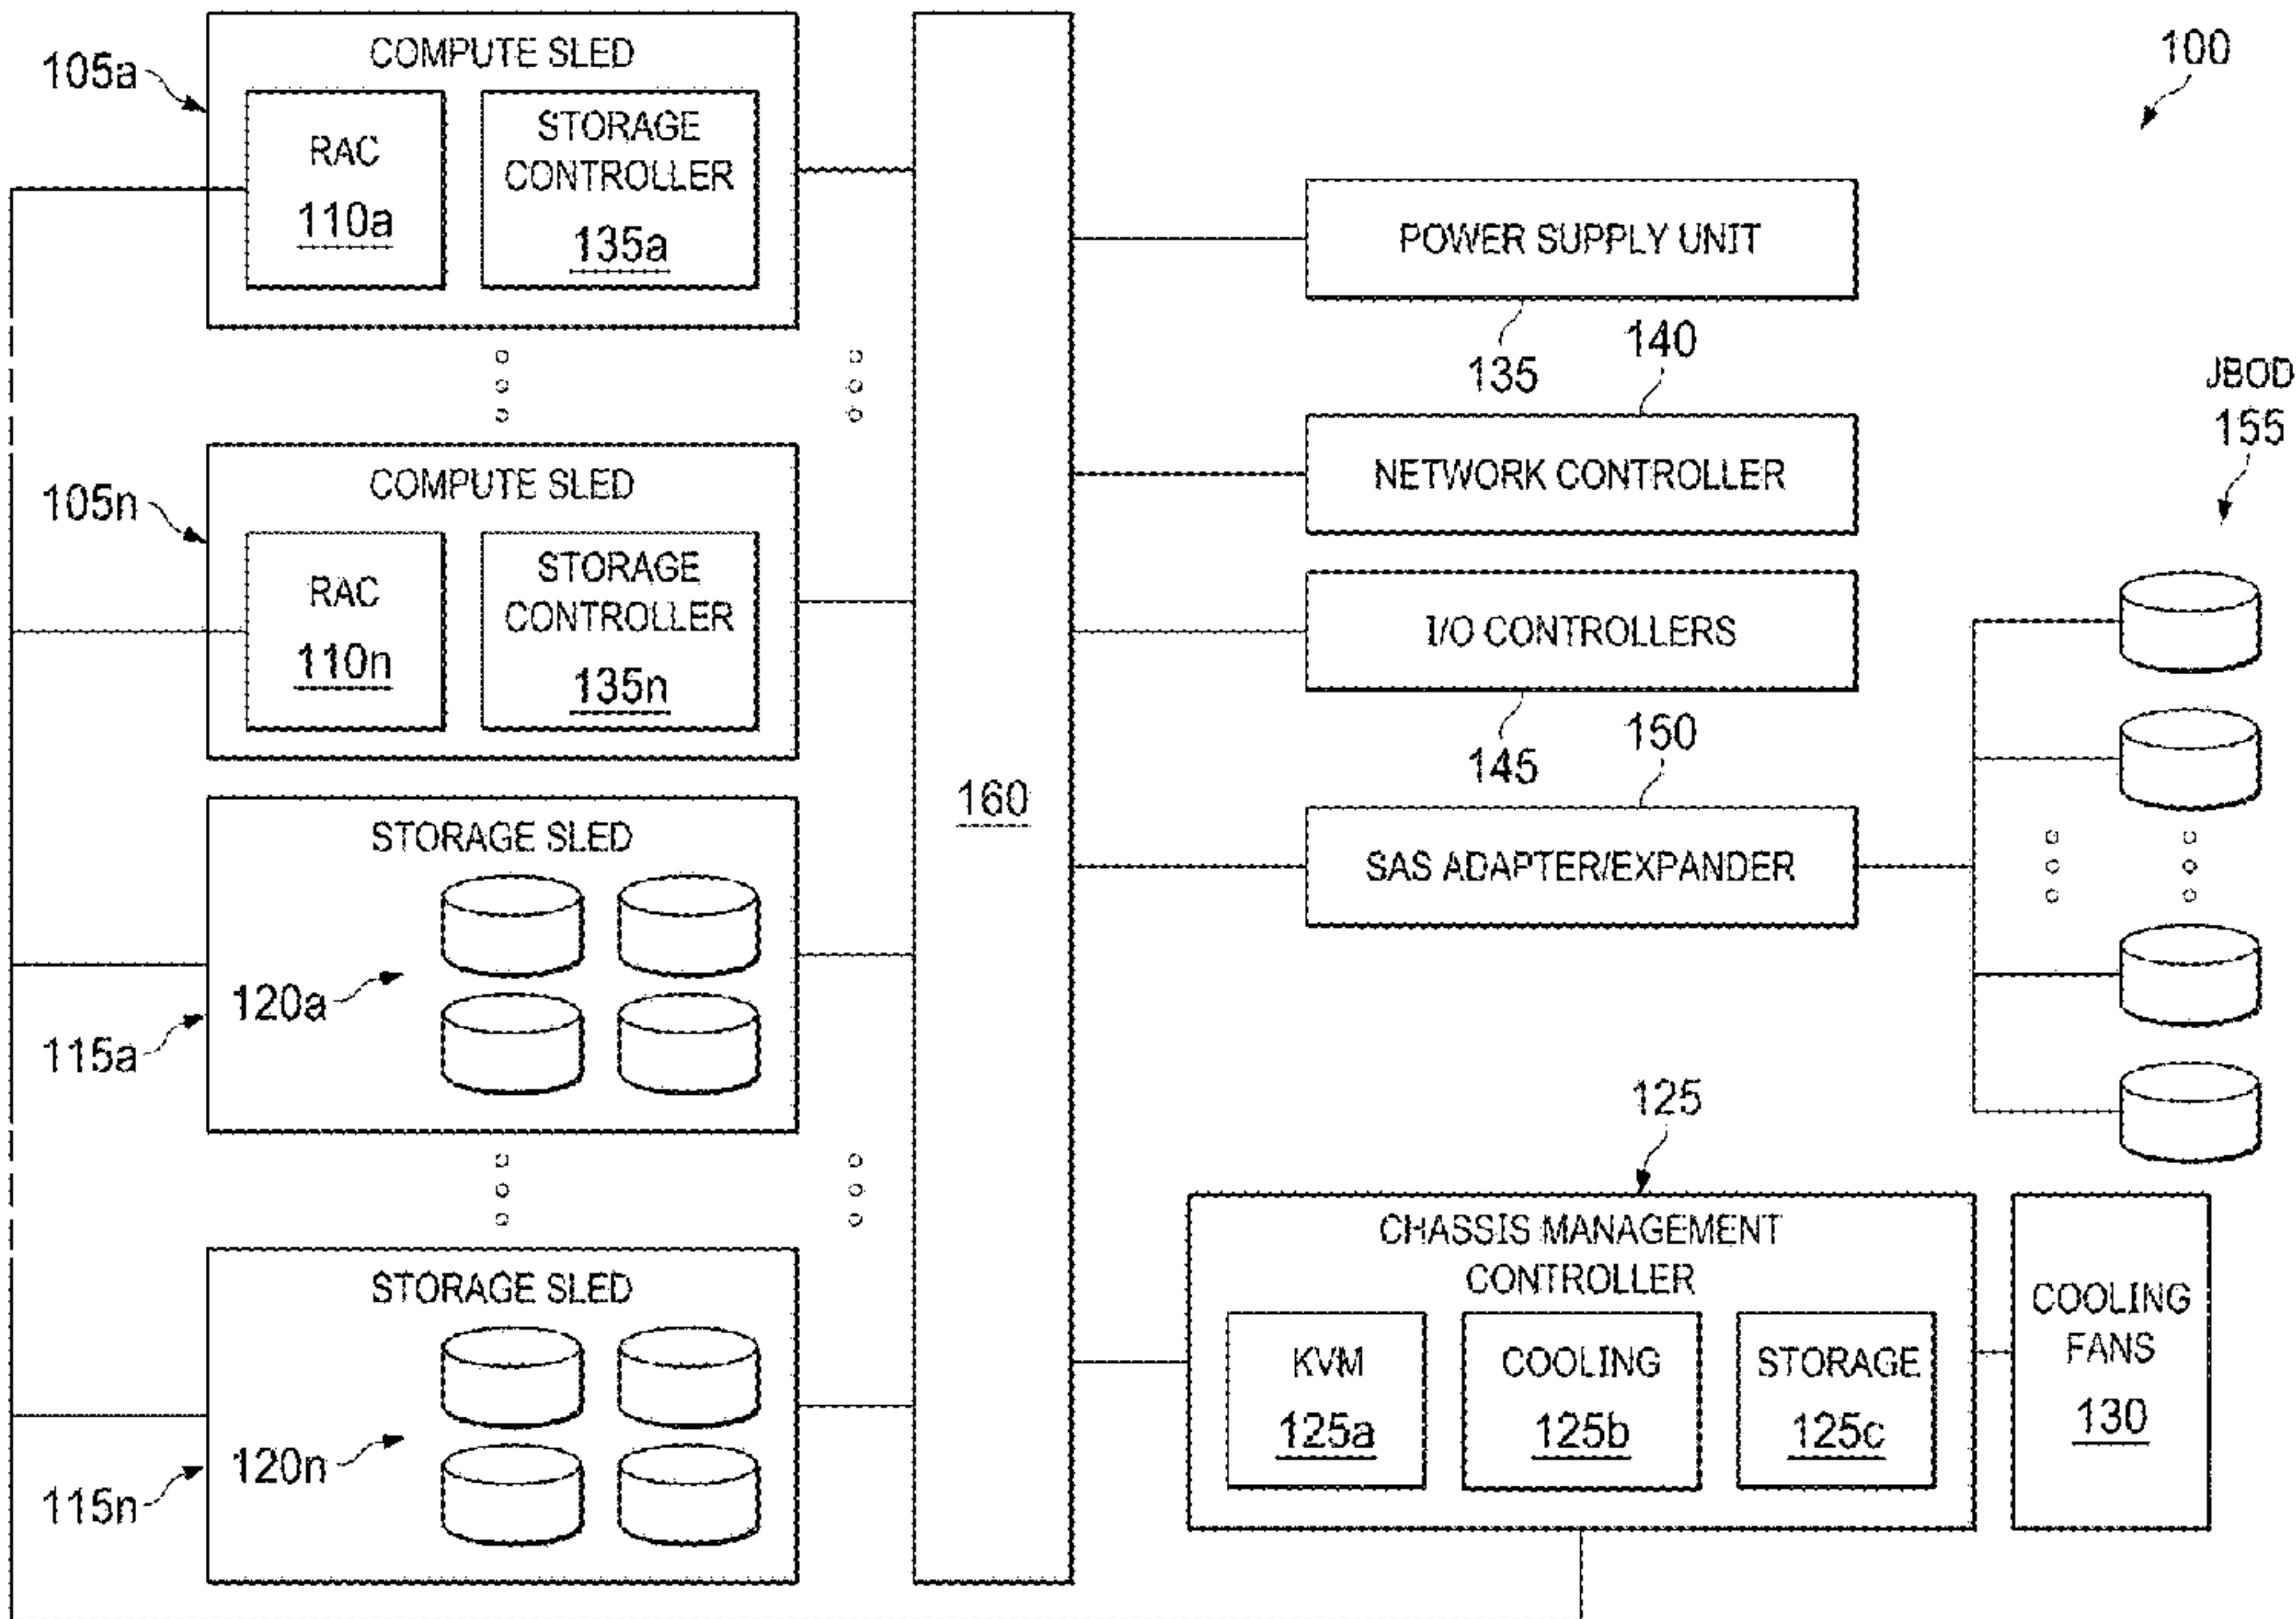 100
105a
COMPUTE SLED
RAC
110a
STORAGE
CONTROLLER
135a
105n
COMPUTE SLED
RAC
110n
STORAGE
CONTROLLER
135n
STORAGE SLED
120a
115a
STORAGE SLED
120n
115n
160
POWER SUPPLY UNIT
135
140
NETWORK CONTROLLER
I/O CONTROLLERS
145
150
SAS ADAPTER/EXPANDER
JBOD
155
125
CHASSIS MANAGEMENT
CONTROLLER
KVM
125a
COOLING
125b
STORAGE
125c
COOLING
FANS
130